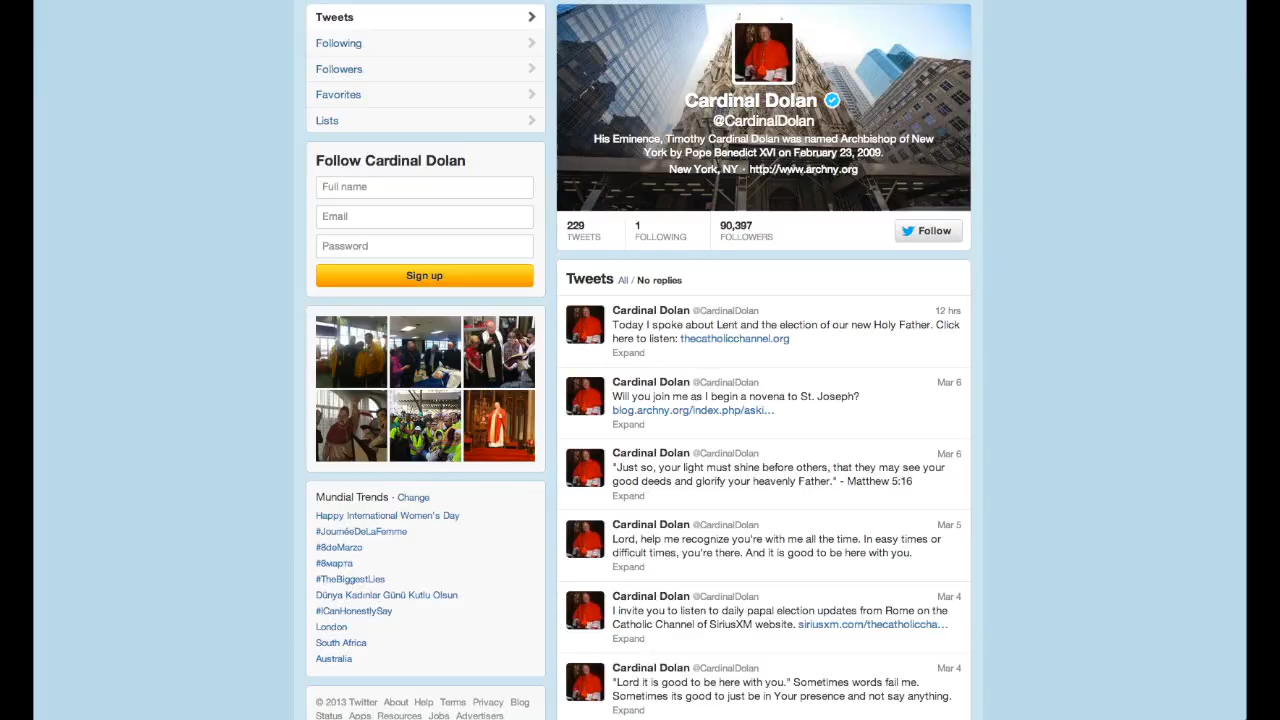 Tweets
Following
Followers
Favorites
Lists
Follow Cardinal Dolan
Full name
Email
Password
Sign up
Mundial Trends · Change
Happy International Women's Day
#JournéeDeLaFemme
#8deMarzo
#8марта
#TheBiggestLies
Dünya Kadınlar Günü Kutlu Olsun
#ICanHonestlySay
London
South Africa
Australia
© 2013 Twitter About Help Terms Privacy Blog
Status Apps Resources Jobs Advertisers
Cardinal Dolan
@CardinalDolan
His Eminence, Timothy Cardinal Dolan was named Archbishop of New
York by Pope Benedict XVI on February 23, 2009.
New York, NY · http://www.archny.org
229 1 90,397
TWEETS FOLLOWING FOLLOWERS
Follow
Tweets All / No replies
Cardinal Dolan @CardinalDolan 12 hrs
Today I spoke about Lent and the election of our new Holy Father. Click
here to listen: thecatholicchannel.org
Expand
Cardinal Dolan @CardinalDolan Mar 6
Will you join me as I begin a novena to St. Joseph?
blog.archny.org/index.php/aski...
Expand
Cardinal Dolan @CardinalDolan Mar 6
"Just so, your light must shine before others, that they may see your
good deeds and glorify your heavenly Father." - Matthew 5:16
Expand
Cardinal Dolan @CardinalDolan Mar 5
Lord, help me recognize you're with me all the time. In easy times or
difficult times, you're there. And it is good to be here with you.
Expand
Cardinal Dolan @CardinalDolan Mar 4
I invite you to listen to daily papal election updates from Rome on the
Catholic Channel of SiriusXM website. siriusxm.com/thecatholiccha...
Expand
Cardinal Dolan @CardinalDolan Mar 4
"Lord it is good to be here with you." Sometimes words fail me.
Sometimes its good to just be in Your presence and not say anything.
Expand